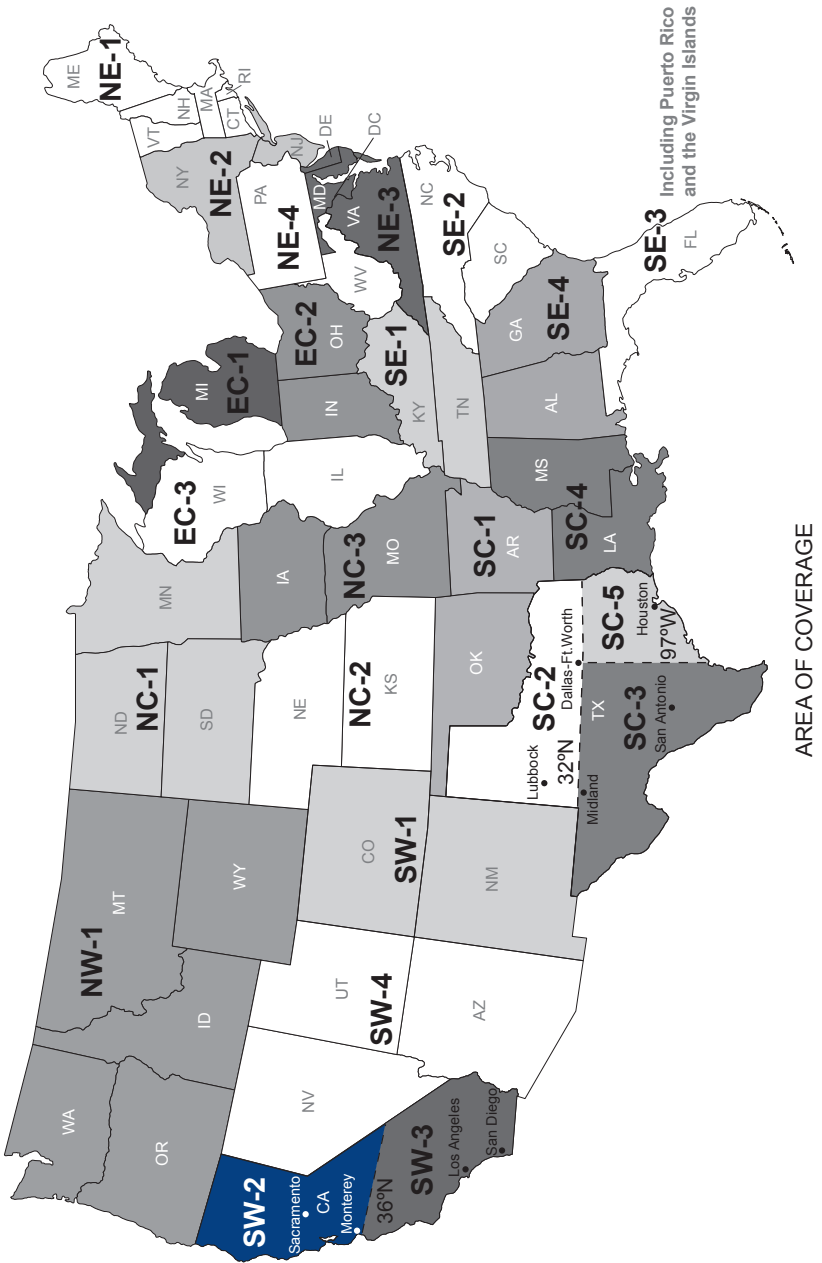 WA
OR
NW-1
MT
ID
WY
ND
NC-1
SD
MN
EC-3
WI
MI
EC-1
ME
NE-1
VT
NH
MA
RI
CT
NY
NE-2
NJ
PA
NE-4
DE
MD
DC
VA
NE-3
WV
EC-2
OH
IN
IL
IA
NE
NC-2
KS
NC-3
MO
SE-1
KY
TN
NC
SE-2
SC
GA
SE-4
AL
MS
SC-4
LA
SC-1
AR
OK
CO
SW-1
NM
UT
SW-4
AZ
NV
SW-2
Sacramento
CA
Monterey
36ºN
SW-3
Los Angeles
San Diego
Lubbock
SC-2
32ºN
Dallas-Ft.Worth
Midland
TX
SC-3
San Antonio
SC-5
Houston
97ºW
SE-3
FL
Including Puerto Rico
and the Virgin Islands
AREA OF COVERAGE